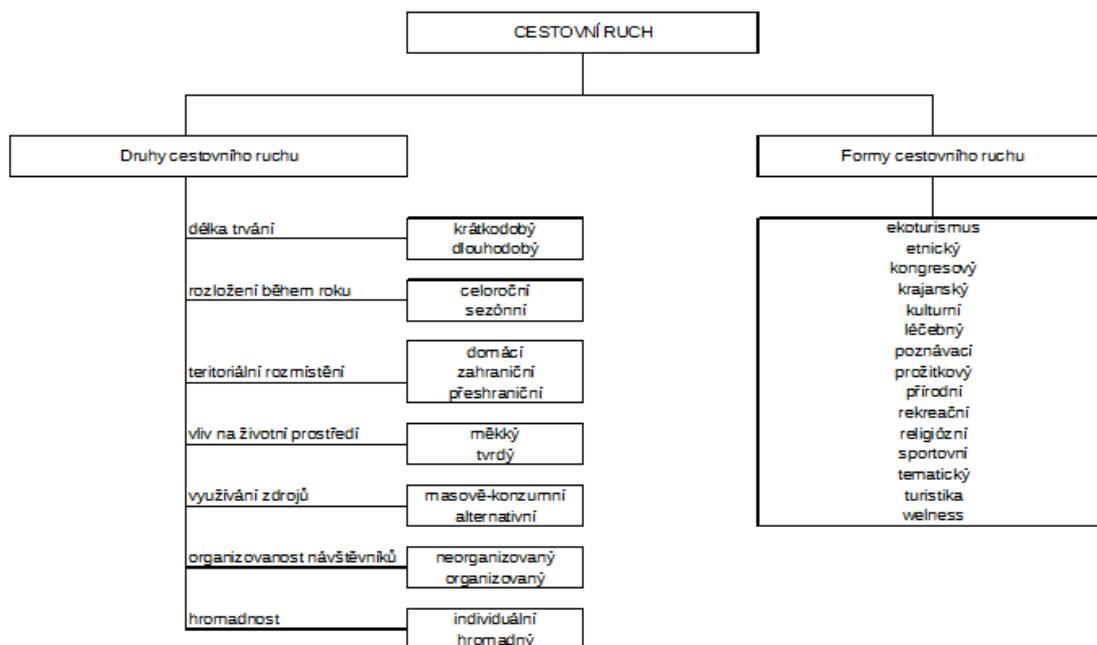 CESTOVNÍ RUCH
Druhy cestovního ruchu
Formy cestovního ruchu
délka trvání
krátkodobý
dlouhodobý
rozložení během roku
celoroční
sezónní
teritoriální rozmístění
domácí
zahraniční
přeshraniční
vliv na životní prostředí
měkký
tvrdý
využívání zdrojů
masově-konzumní
alternativní
organizovanost návštěvníků
neorganizovaný
organizovaný
hromadnost
individuální
hromadný
ekoturismus
etnický
kongresový
krajanský
kulturní
léčebný
poznávací
prožitkový
přírodní
rekreační
religiózní
sportovní
tematický
turistika
welness